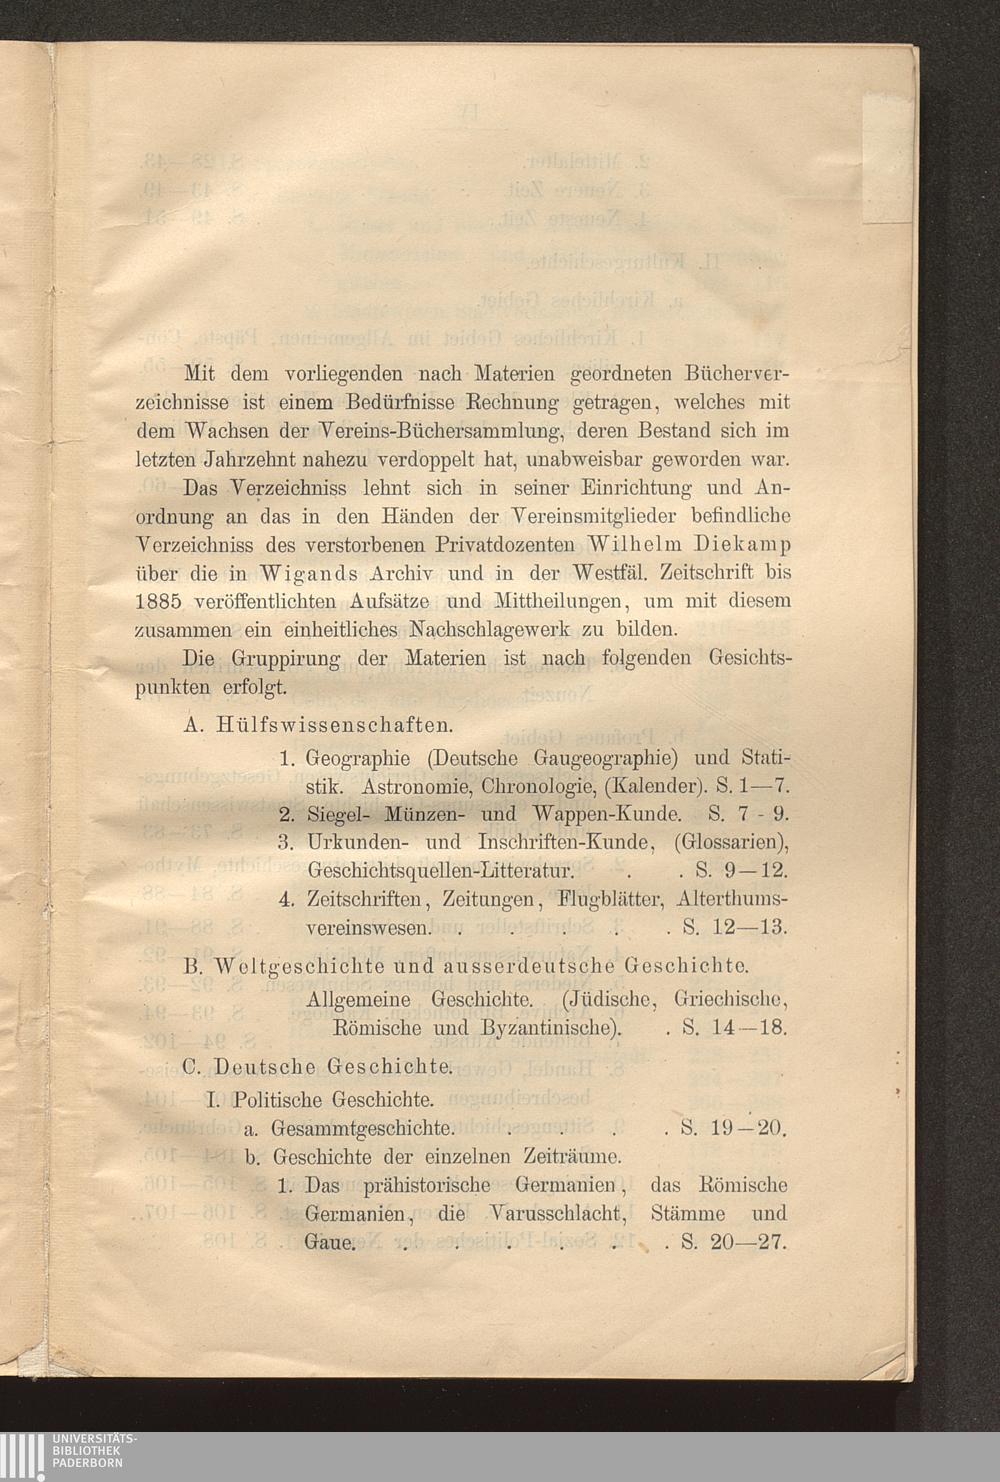 Mit dem vorliegenden nach Materien geordneten Bücherver-
zeichnisse ist einem Bedürfnisse Rechnung getragen, welches mit
dem Wachsen der Vereins-Büchersammlung, deren Bestand sich im
letzten Jahrzehnt nahezu verdoppelt hat, unabweisbar geworden war.
Das Verzeichniss lehnt sich in seiner Einrichtung und An-
ordnung an das in den Händen der Vereinsmitglieder befindliche
Verzeichniss des verstorbenen Privatdozenten Wilhelm Diekamp
über die in Wigands Archiv und in der Westfäl. Zeitschrift bis
1885 veröffentlichten Aufsätze und Mittheilungen, um mit diesem
zusammen ein einheitliches Nachschlagewerk zu bilden.
Die Gruppirung der Materien ist nach folgenden Gesichts-
punkten erfolgt.
A. Hülfswissenschaften.
1. Geographie (Deutsche Gaugeographie) und Stati-
stik. Astronomie, Chronologie, (Kalender). S. 1—7.
2. Siegel- Münzen- und Wappen-Kunde. S. 7 - 9.
3. Urkunden- und Inschriften-Kunde, (Glossarien),
Geschichtsquellen-Litteratur. . . S. 9—12.
4. Zeitschriften, Zeitungen, Flugblätter, Alterthums-
vereinswesen. . . . . . S. 12—13.
B. Weltgeschichte und ausserdeutsche Geschichte.
Allgemeine Geschichte. (Jüdische, Griechische,
Römische und Byzantinische). . S. 14—18.
C. Deutsche Geschichte.
I. Politische Geschichte.
a. Gesammtgeschichte. . . . . S. 19—20.
b. Geschichte der einzelnen Zeiträume.
1. Das prähistorische Germanien, das Römische
Germanien, die Varusschlacht, Stämme und
Gaue. . . . . . . S. 20—27.
UNIVERSITÄTS-
BIBLIOTHEK
PADERBORN